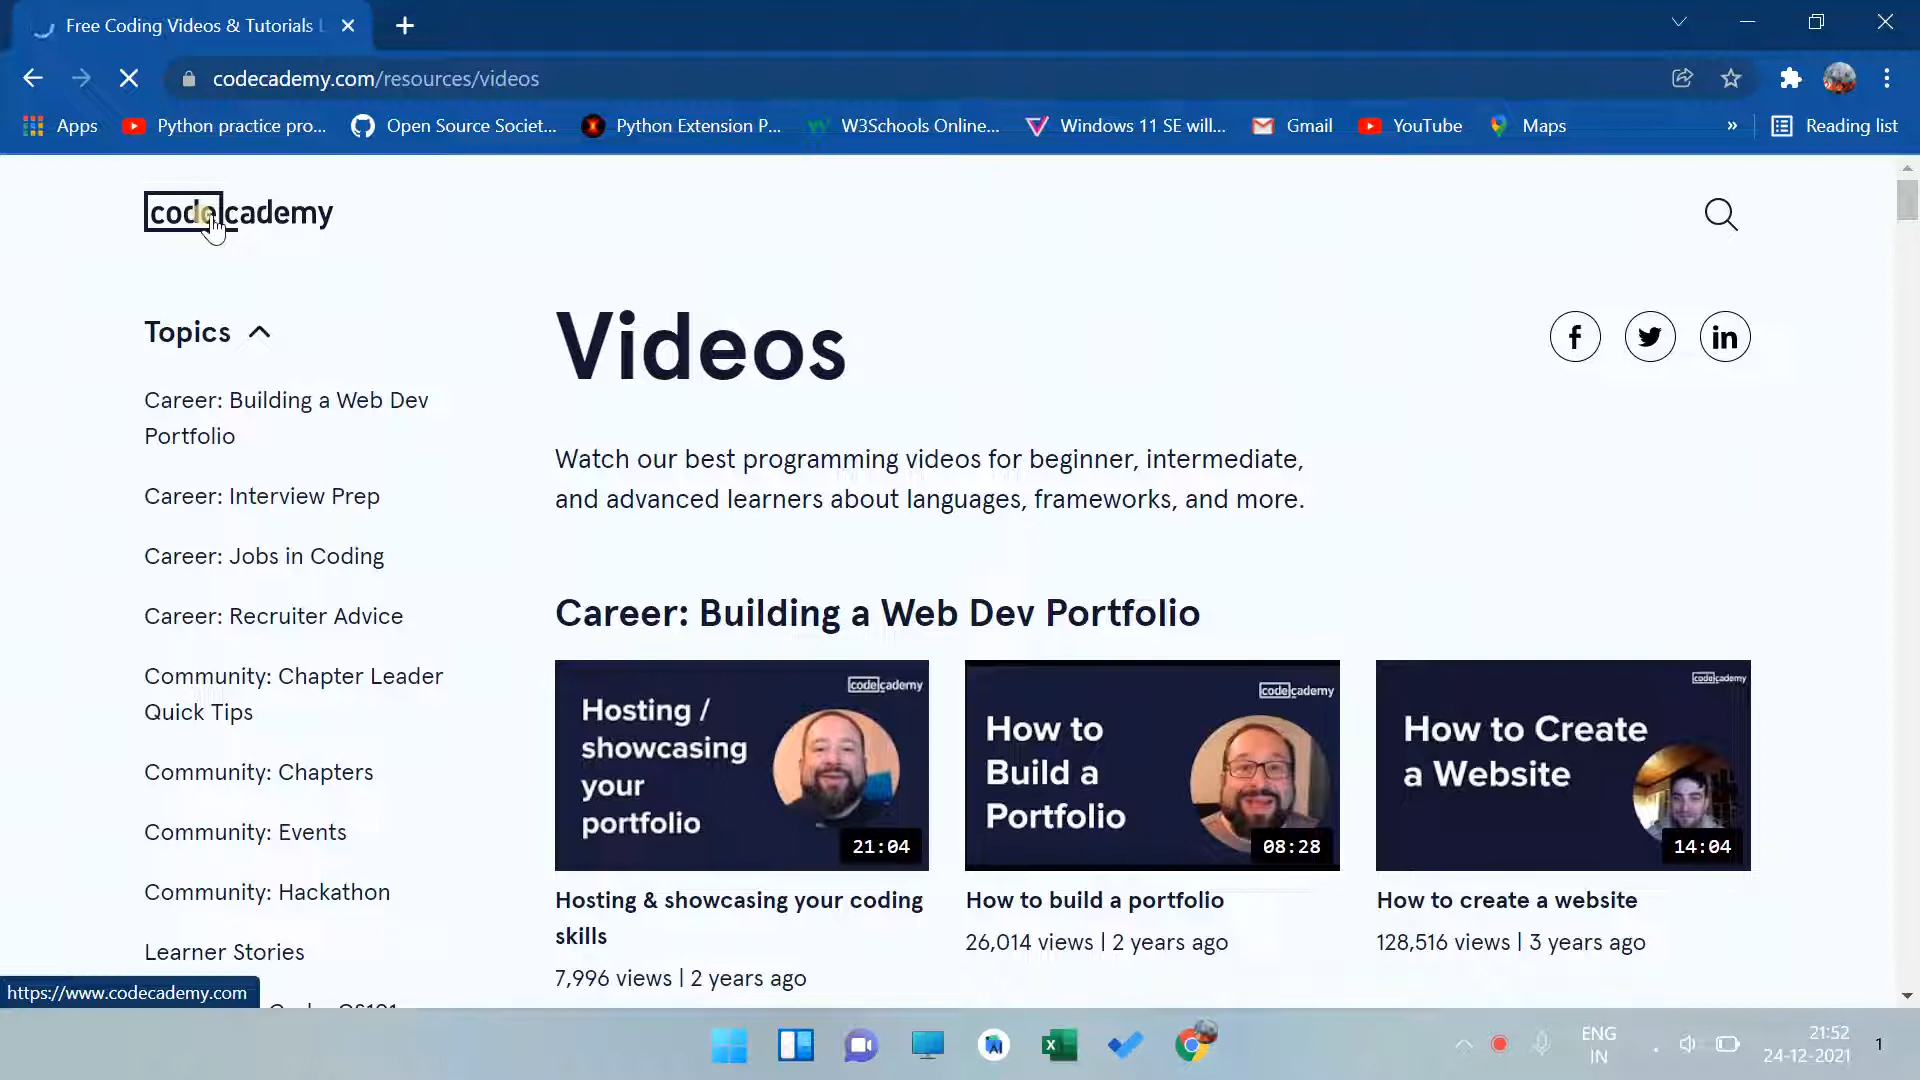 Free Coding Videos & Tutorials
codecademy.com/resources/videos
Apps
Python practice pro...
Open Source Societ...
Python Extension P...
W3Schools Online...
Windows 11 SE will...
Gmail
YouTube
Maps
»
Reading list
codecademy
Topics
Career: Building a Web Dev
Portfolio
Career: Interview Prep
Career: Jobs in Coding
Career: Recruiter Advice
Community: Chapter Leader
Quick Tips
Community: Chapters
Community: Events
Community: Hackathon
Learner Stories
Videos
Watch our best programming videos for beginner, intermediate,
and advanced learners about languages, frameworks, and more.
Career: Building a Web Dev Portfolio
codecademy
Hosting /
showcasing
your
portfolio
21:04
Hosting & showcasing your coding
skills
7,996 views | 2 years ago
codecademy
How to
Build a
Portfolio
08:28
How to build a portfolio
26,014 views | 2 years ago
codecademy
How to Create
a Website
14:04
How to create a website
128,516 views | 3 years ago
https://www.codecademy.com
ENG
IN
21:52
24-12-2021
1